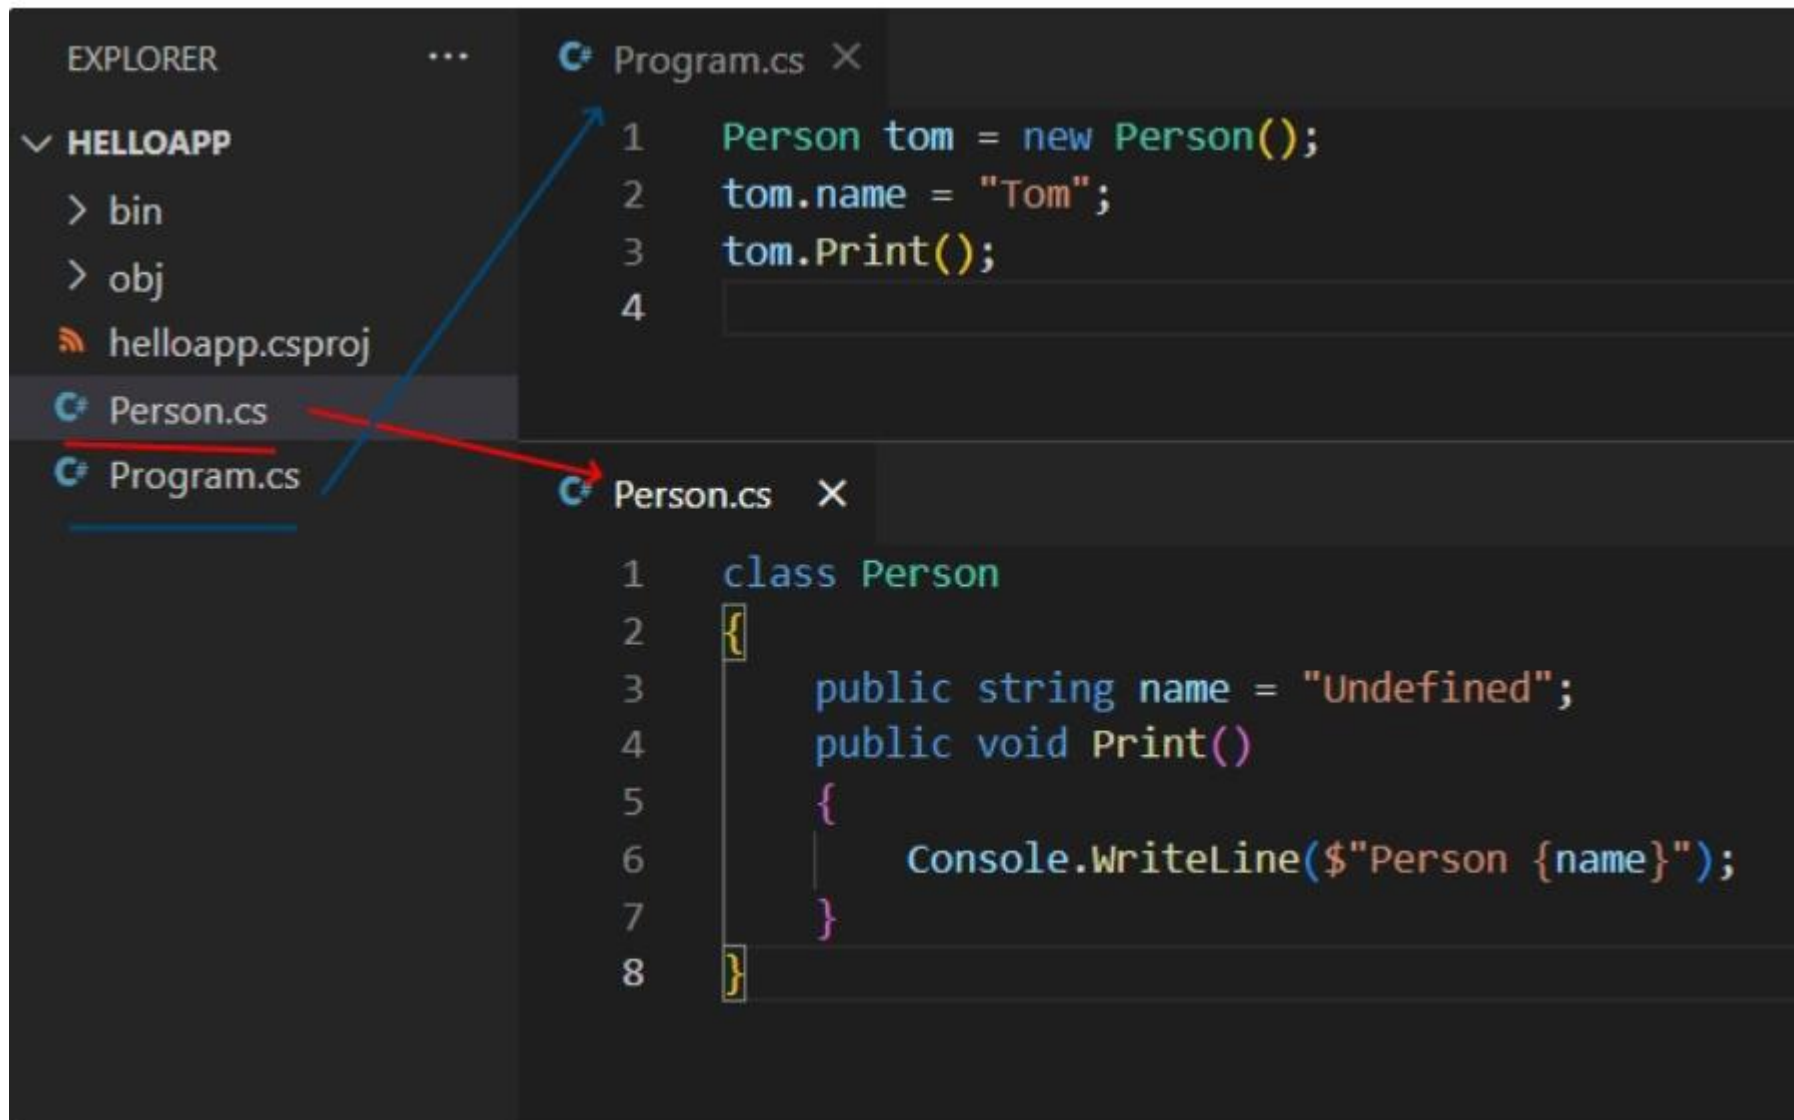 EXPLORER ...
HELLOAPP
bin
obj
helloapp.csproj
C# Person.cs
C# Program.cs
C# Program.cs
1 Person tom = new Person();
2 tom.name = "Tom";
3 tom.Print();
4
C# Person.cs
1 class Person
2 {
3 public string name = "Undefined";
4 public void Print()
5 {
6 Console.WriteLine($"Person {name}");
7 }
8 }